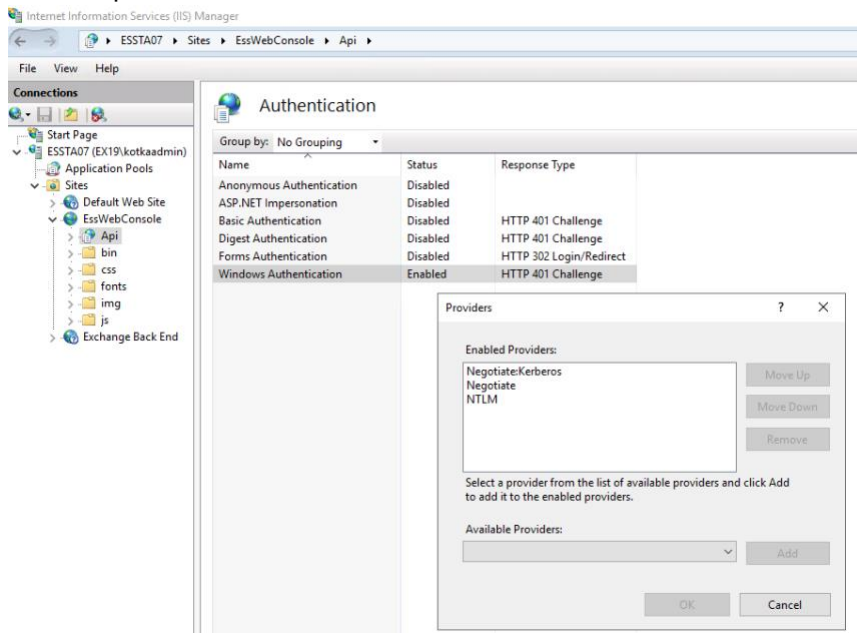 Internet Information Services (IIS) Manager
ESSTA07 Sites EssWebConsole Api
File View Help
Connections
Authentication
Start Page
ESSTA07 (EX19\kotkaadmin)
Application Pools
Sites
Default Web Site
EssWebConsole
Api
bin
css
fonts
img
js
Exchange Back End
Group by: No Grouping
Name Status Response Type
Anonymous Authentication Disabled
ASP.NET Impersonation Disabled
Basic Authentication Disabled HTTP 401 Challenge
Digest Authentication Disabled HTTP 401 Challenge
Forms Authentication Disabled HTTP 302 Login/Redirect
Windows Authentication Enabled HTTP 401 Challenge
Providers ? X
Enabled Providers:
Negotiate:Kerberos
Negotiate
NTLM
Move Up
Move Down
Remove
Select a provider from the list of available providers and click Add
to add it to the enabled providers.
Available Providers:
Add
OK Cancel